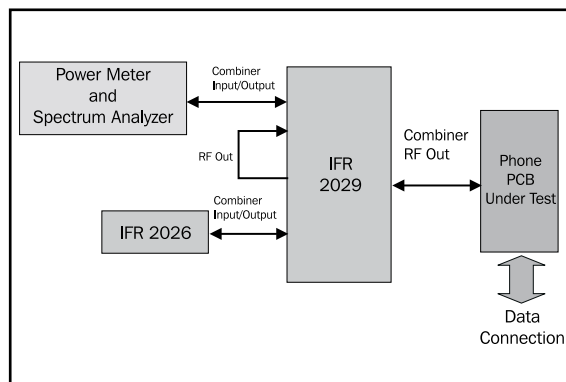 Power Meter
and
Spectrum Analyzer
Combiner
Input/Output
RF Out
IFR 2026
Combiner
Input/Output
IFR
2029
Combiner
RF Out
Phone
PCB
Under Test
Data
Connection